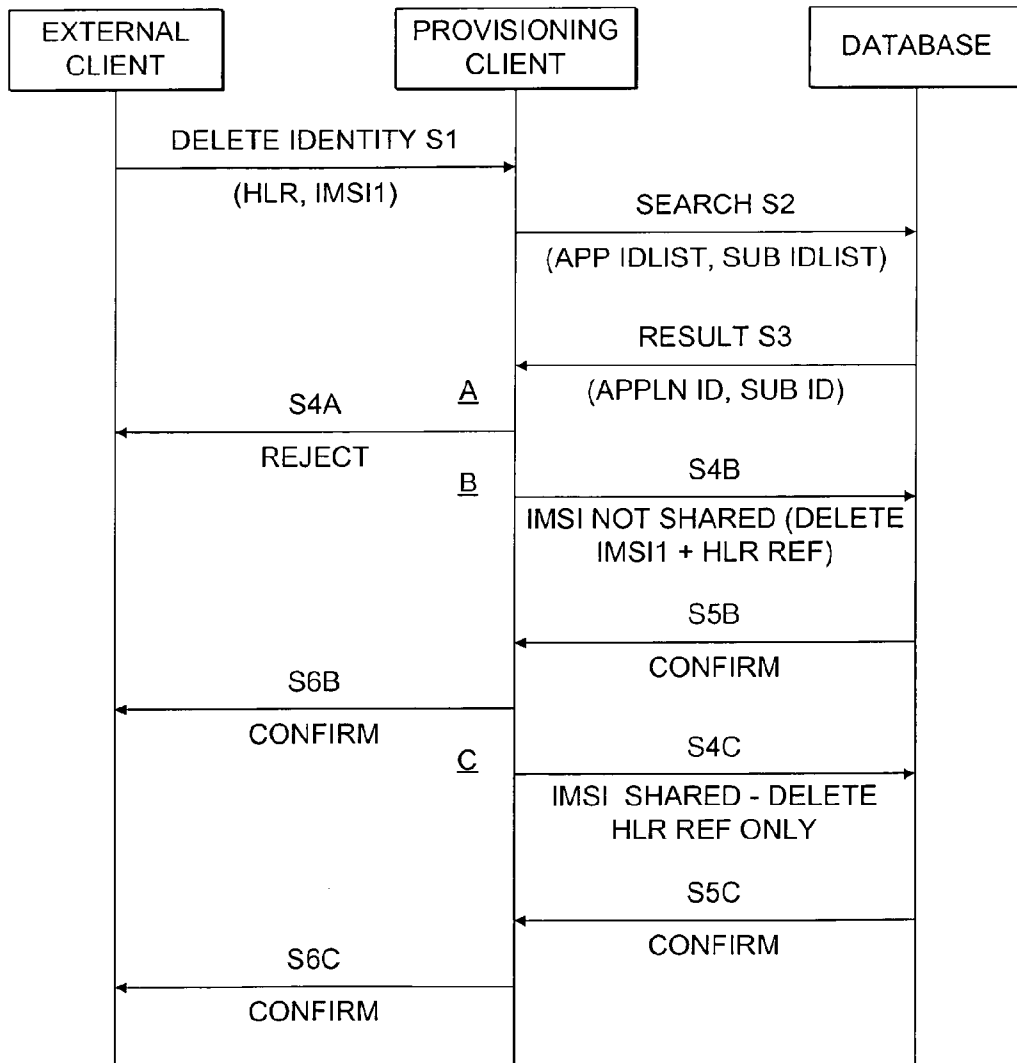 EXTERNAL
CLIENT
PROVISIONING
CLIENT
DATABASE
DELETE IDENTITY S1
(HLR, IMSI1)
SEARCH S2
(APP IDLIST, SUB IDLIST)
RESULT S3
(APPLN ID, SUB ID)
A
S4A
REJECT
B
S4B
IMSI NOT SHARED (DELETE
IMSI1 + HLR REF)
S5B
CONFIRM
S6B
CONFIRM
C
S4C
IMSI SHARED - DELETE
HLR REF ONLY
S5C
CONFIRM
S6C
CONFIRM